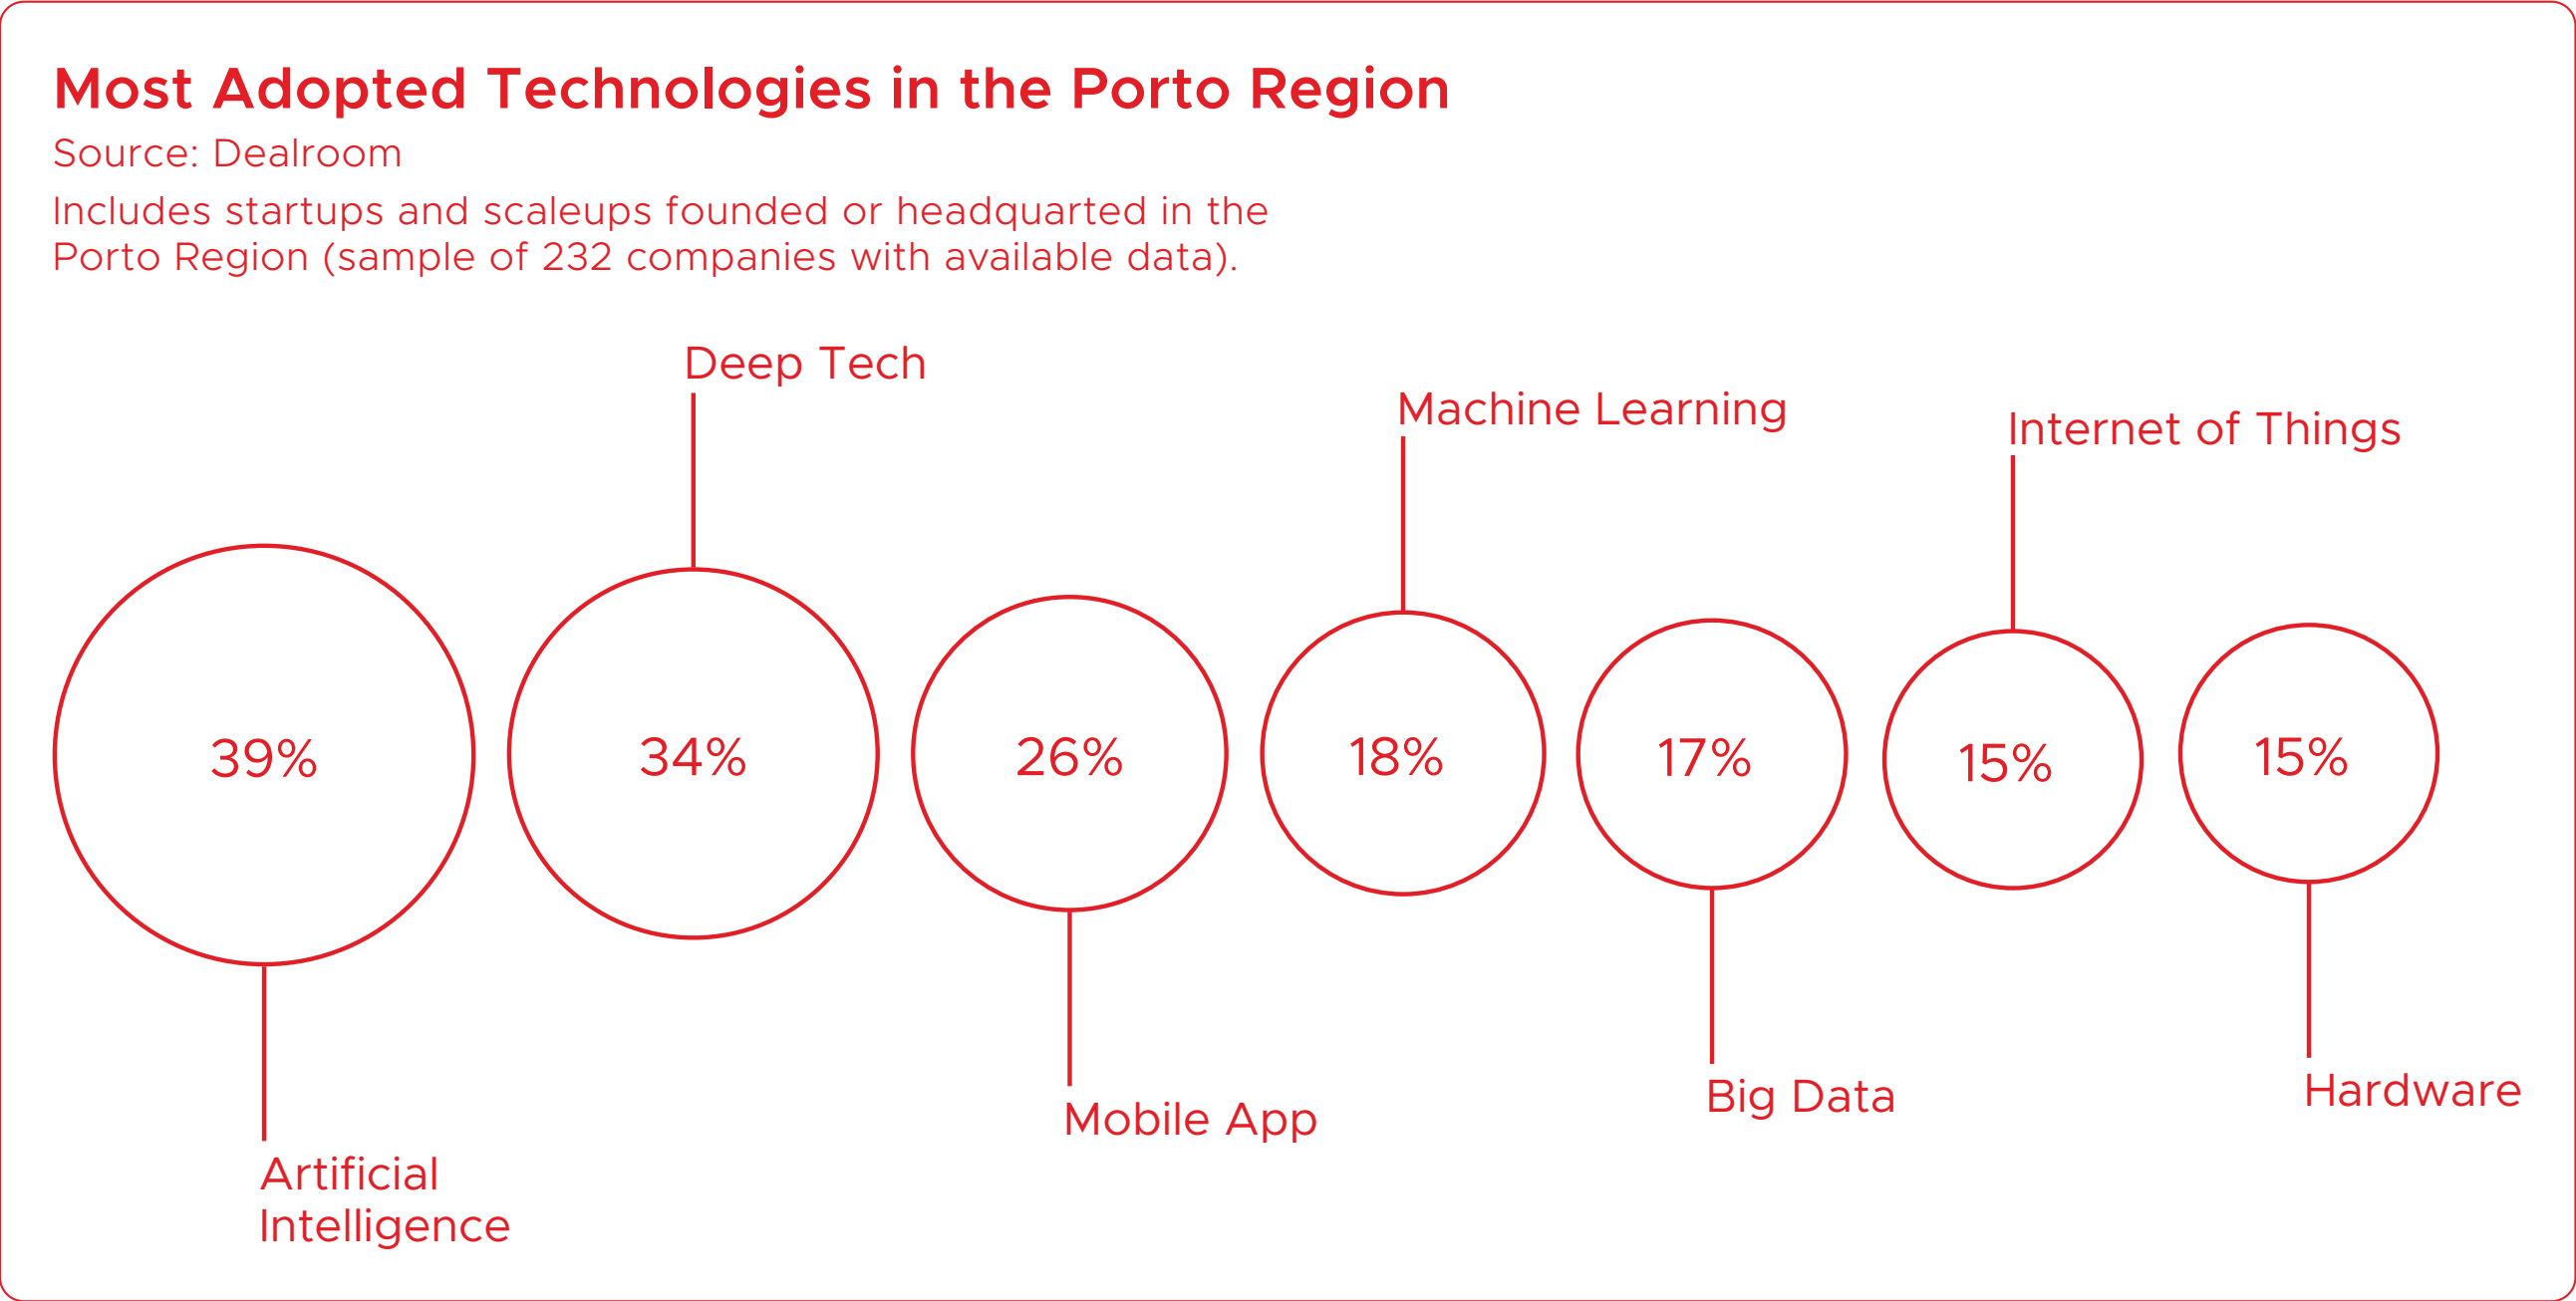 Most Adopted Technologies in the Porto Region
Source: Dealroom
Includes startups and scaleups founded or headquarted in the
Porto Region (sample of 232 companies with available data).
Deep Tech
Machine Learning
Internet of Things
39%
34%
26%
18%
17%
15%
15%
Artificial
Intelligence
Mobile App
Big Data
Hardware